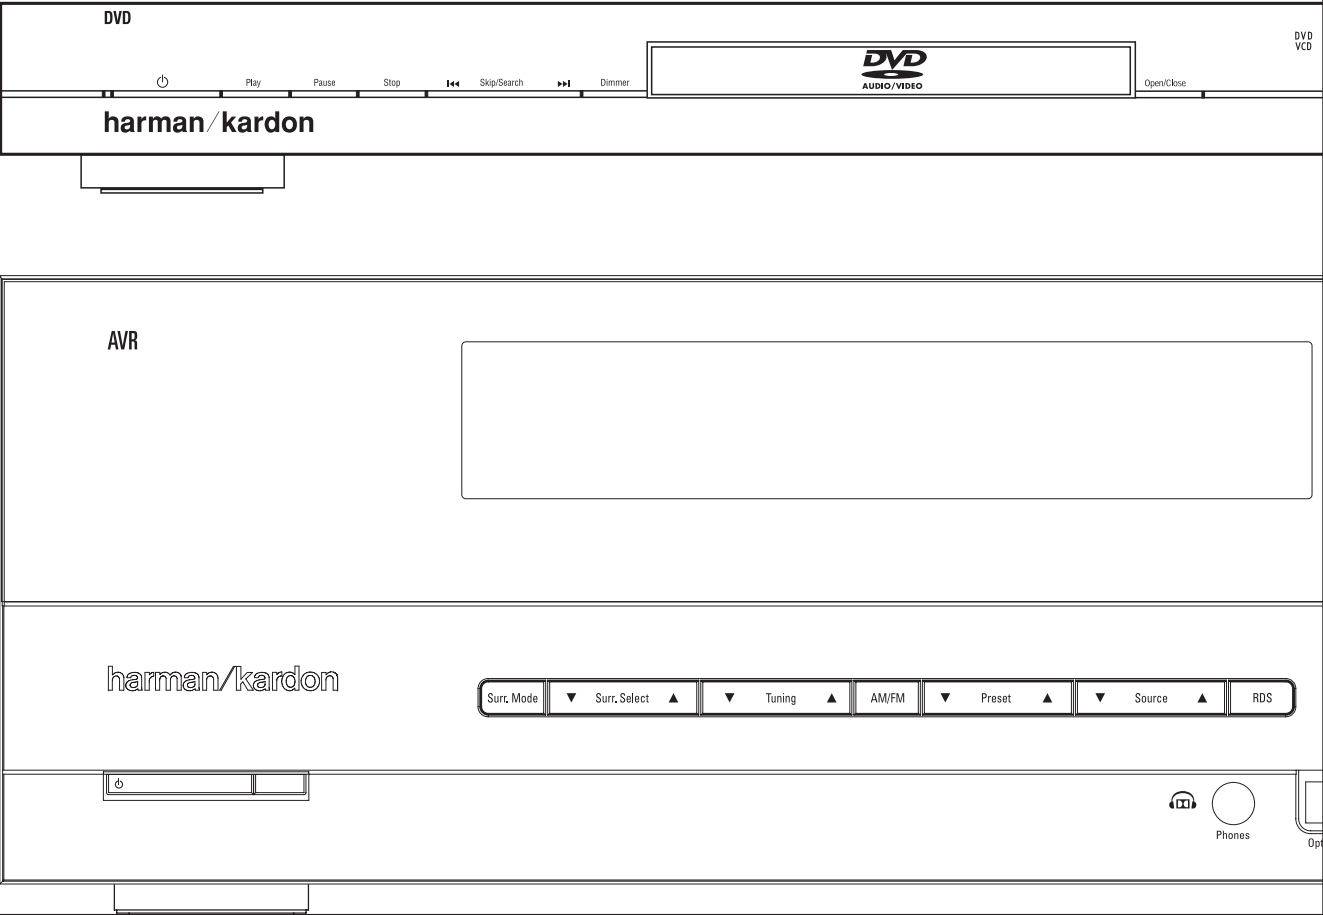 DVD
DVD
VCD
Play Pause Stop Skip/Search Dimmer
DVD
AUDIO/VIDEO
Open/Close
harman/kardon
AVR
harman/kardon
Surr. Mode ▼ Surr. Select ▲ ▼ Tuning ▲ AM/FM ▼ Preset ▲ ▼ Source ▲ RDS
Phones
Opt